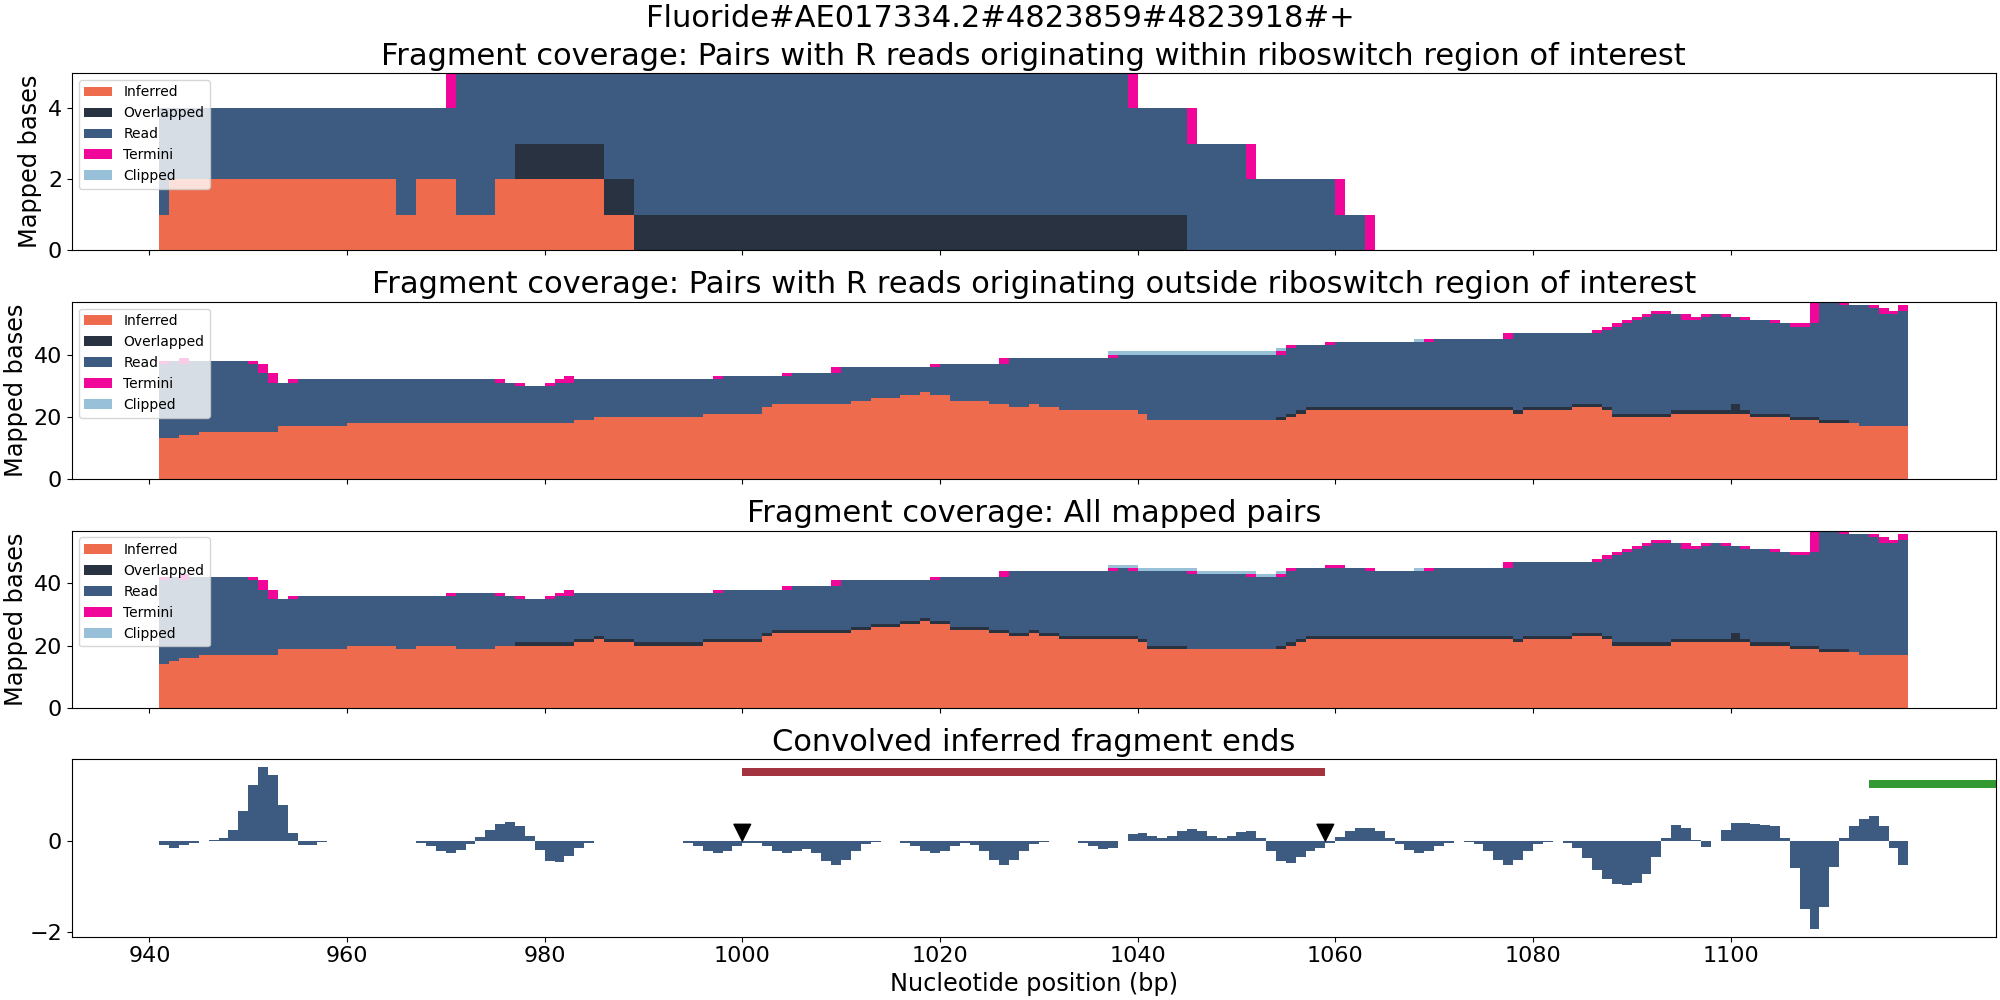 Fluoride#AE017334.2#4823859#4823918#+
Fragment coverage: Pairs with R reads originating within riboswitch region of interest
Mapped bases
4
2
0
Inferred
Overlapped
Read
Termini
Clipped
Fragment coverage: Pairs with R reads originating outside riboswitch region of interest
Mapped bases
40
20
0
Inferred
Overlapped
Read
Termini
Clipped
Fragment coverage: All mapped pairs
Mapped bases
40
20
0
Inferred
Overlapped
Read
Termini
Clipped
Convolved inferred fragment ends
0
−2
940 960 980 1000 1020 1040 1060 1080 1100
Nucleotide position (bp)